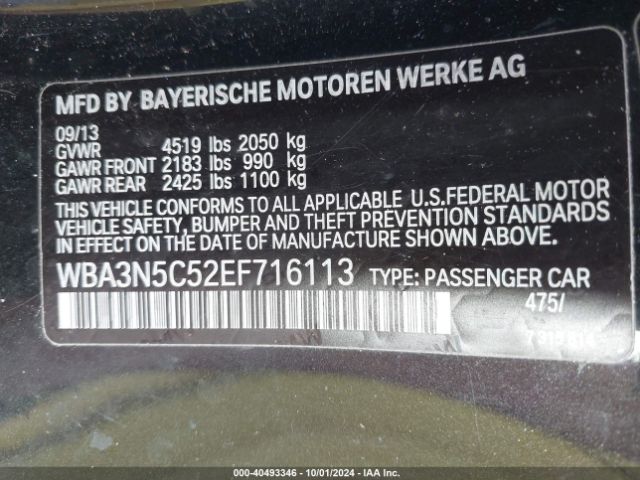 MFD BY BAYERISCHE MOTOREN WERKE AG
09/13
GVWR 4519 lbs 2050 kg
GAWR FRONT 2183 lbs 990 kg
GAWR REAR 2425 lbs 1100 kg
THIS VEHICLE CONFORMS TO ALL APPLICABLE U.S.FEDERAL MOTOR
VEHICLE SAFETY, BUMPER AND THEFT PREVENTION STANDARDS
IN EFFECT ON THE DATE OF MANUFACTURE SHOWN ABOVE.
WBA3N5C52EF716113 TYPE: PASSENGER CAR
475/
000-40493346 | 10/01/2024 | IAA Inc.